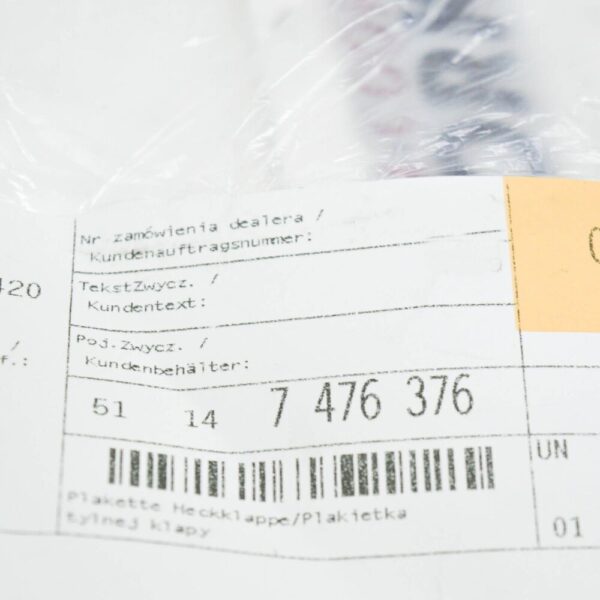 Nr zamówienia dealera /
Kundenauftragsnummer:
420
TekstZwycz. /
Kundentext:
/
f.:
Poj.Zwycz. /
Kundenbehälter:
51 14 7 476 376
UN
Plakette Heckklappe/Plakietka
tylnej klapy
01